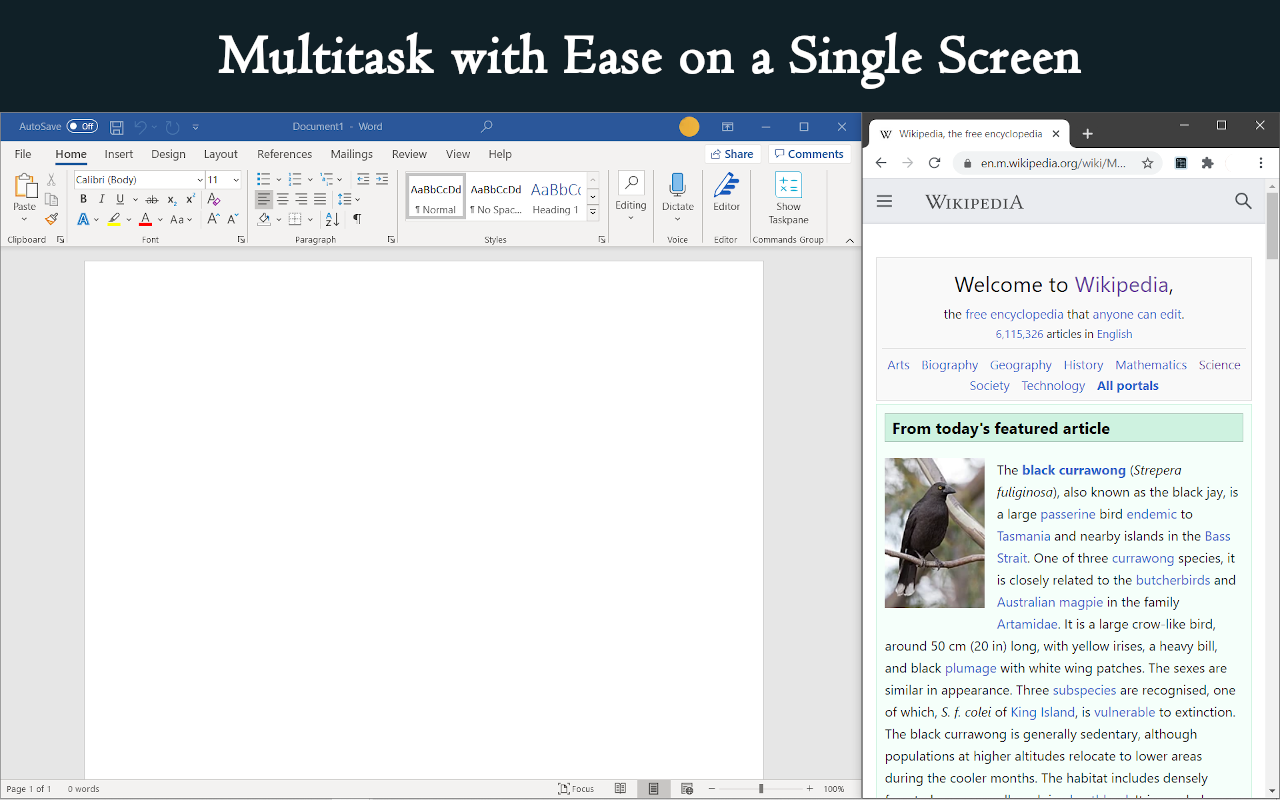 Multitask with Ease on a Single Screen
AutoSave Off Document1 - Word
File Home Insert Design Layout References Mailings Review View Help Share Comments
Calibri (Body) 11
Paste
B I U ab x₂ x² A
A A Aa A A
AaBbCcDd AaBbCcDd AaBbCc
¶ Normal ¶ No Spac... Heading 1
Editing Dictate Editor Show Taskpane
Clipboard Font Paragraph Styles Voice Editor Commands Group
Page 1 of 1 0 words Focus 100%
W Wikipedia, the free encyclopedia
en.m.wikipedia.org/wiki/M...
WIKIPEDIA
Welcome to Wikipedia,
the free encyclopedia that anyone can edit.
6,115,326 articles in English
Arts Biography Geography History Mathematics Science
Society Technology All portals
From today's featured article
The black currawong (Strepera
fuliginosa), also known as the black jay, is
a large passerine bird endemic to
Tasmania and nearby islands in the Bass
Strait. One of three currawong species, it
is closely related to the butcherbirds and
Australian magpie in the family
Artamidae. It is a large crow-like bird,
around 50 cm (20 in) long, with yellow irises, a heavy bill,
and black plumage with white wing patches. The sexes are
similar in appearance. Three subspecies are recognised, one
of which, S. f. colei of King Island, is vulnerable to extinction.
The black currawong is generally sedentary, although
populations at higher altitudes relocate to lower areas
during the cooler months. The habitat includes densely